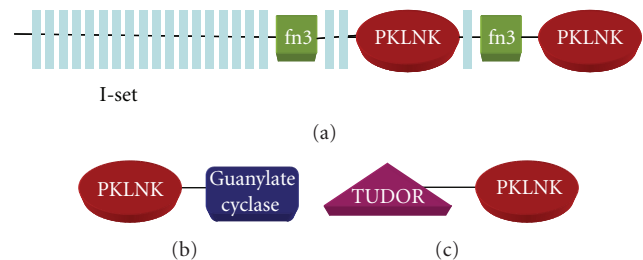 fn3 PKLNK fn3 PKLNK
I-set
(a)
PKLNK
Guanylate
cyclase
TUDOR
PKLNK
(b)
(c)